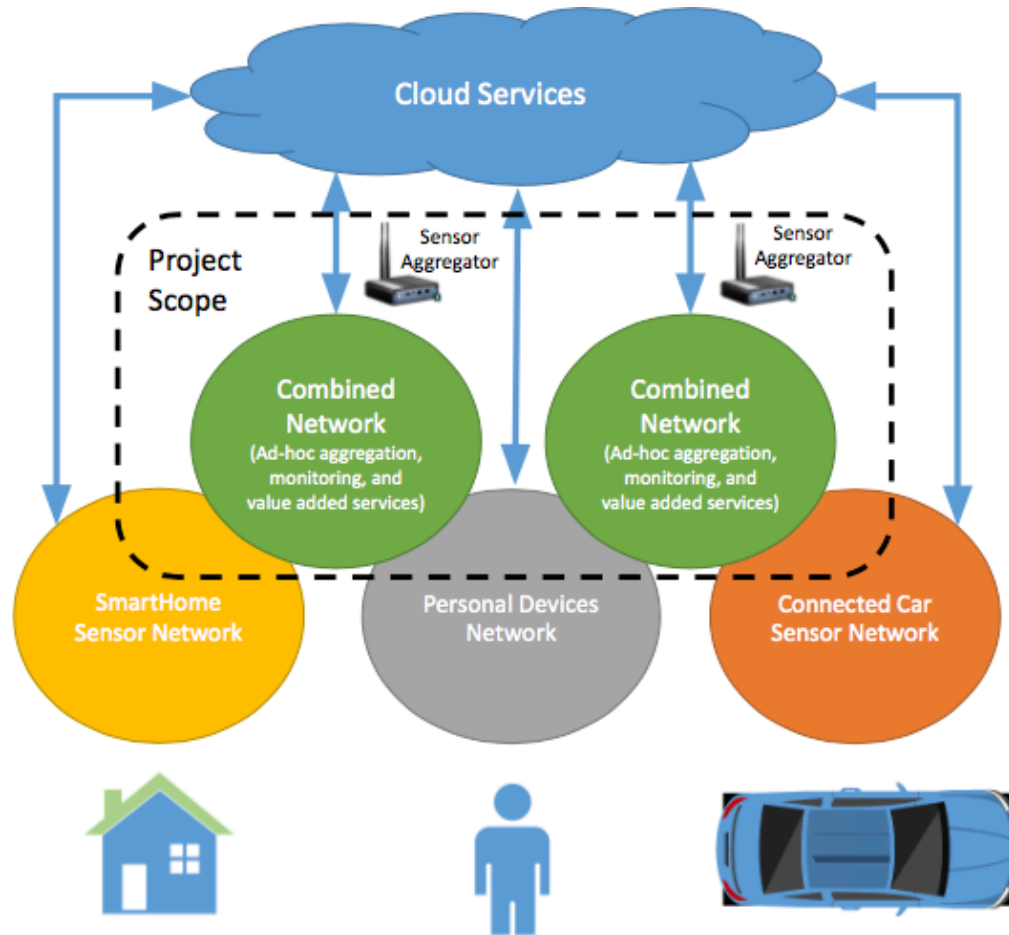 Cloud Services
Project
Scope
Sensor
Aggregator
Sensor
Aggregator
Combined
Network
(Ad-hoc aggregation,
monitoring, and
value added services)
Combined
Network
(Ad-hoc aggregation,
monitoring, and
value added services)
SmartHome
Sensor Network
Personal Devices
Network
Connected Car
Sensor Network